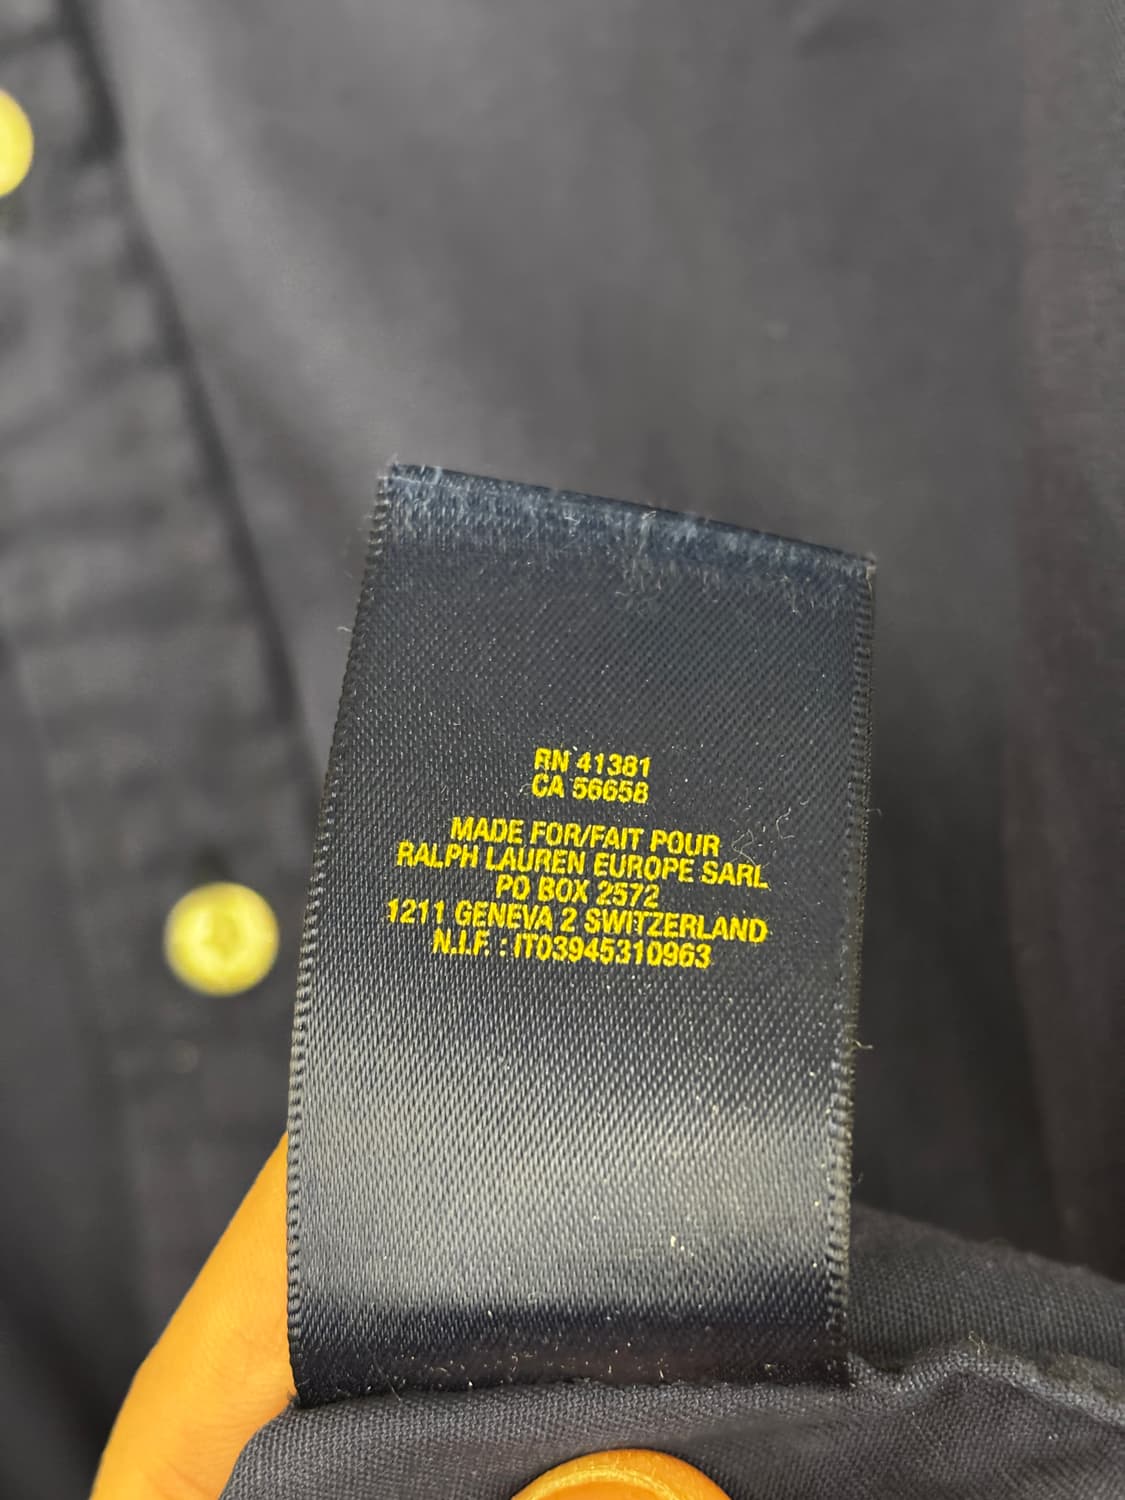 RN 41381
CA 56658
MADE FOR/FAIT POUR
RALPH LAUREN EUROPE SARL
PO BOX 2572
1211 GENEVA 2 SWITZERLAND
N.I.F. : IT03945310963